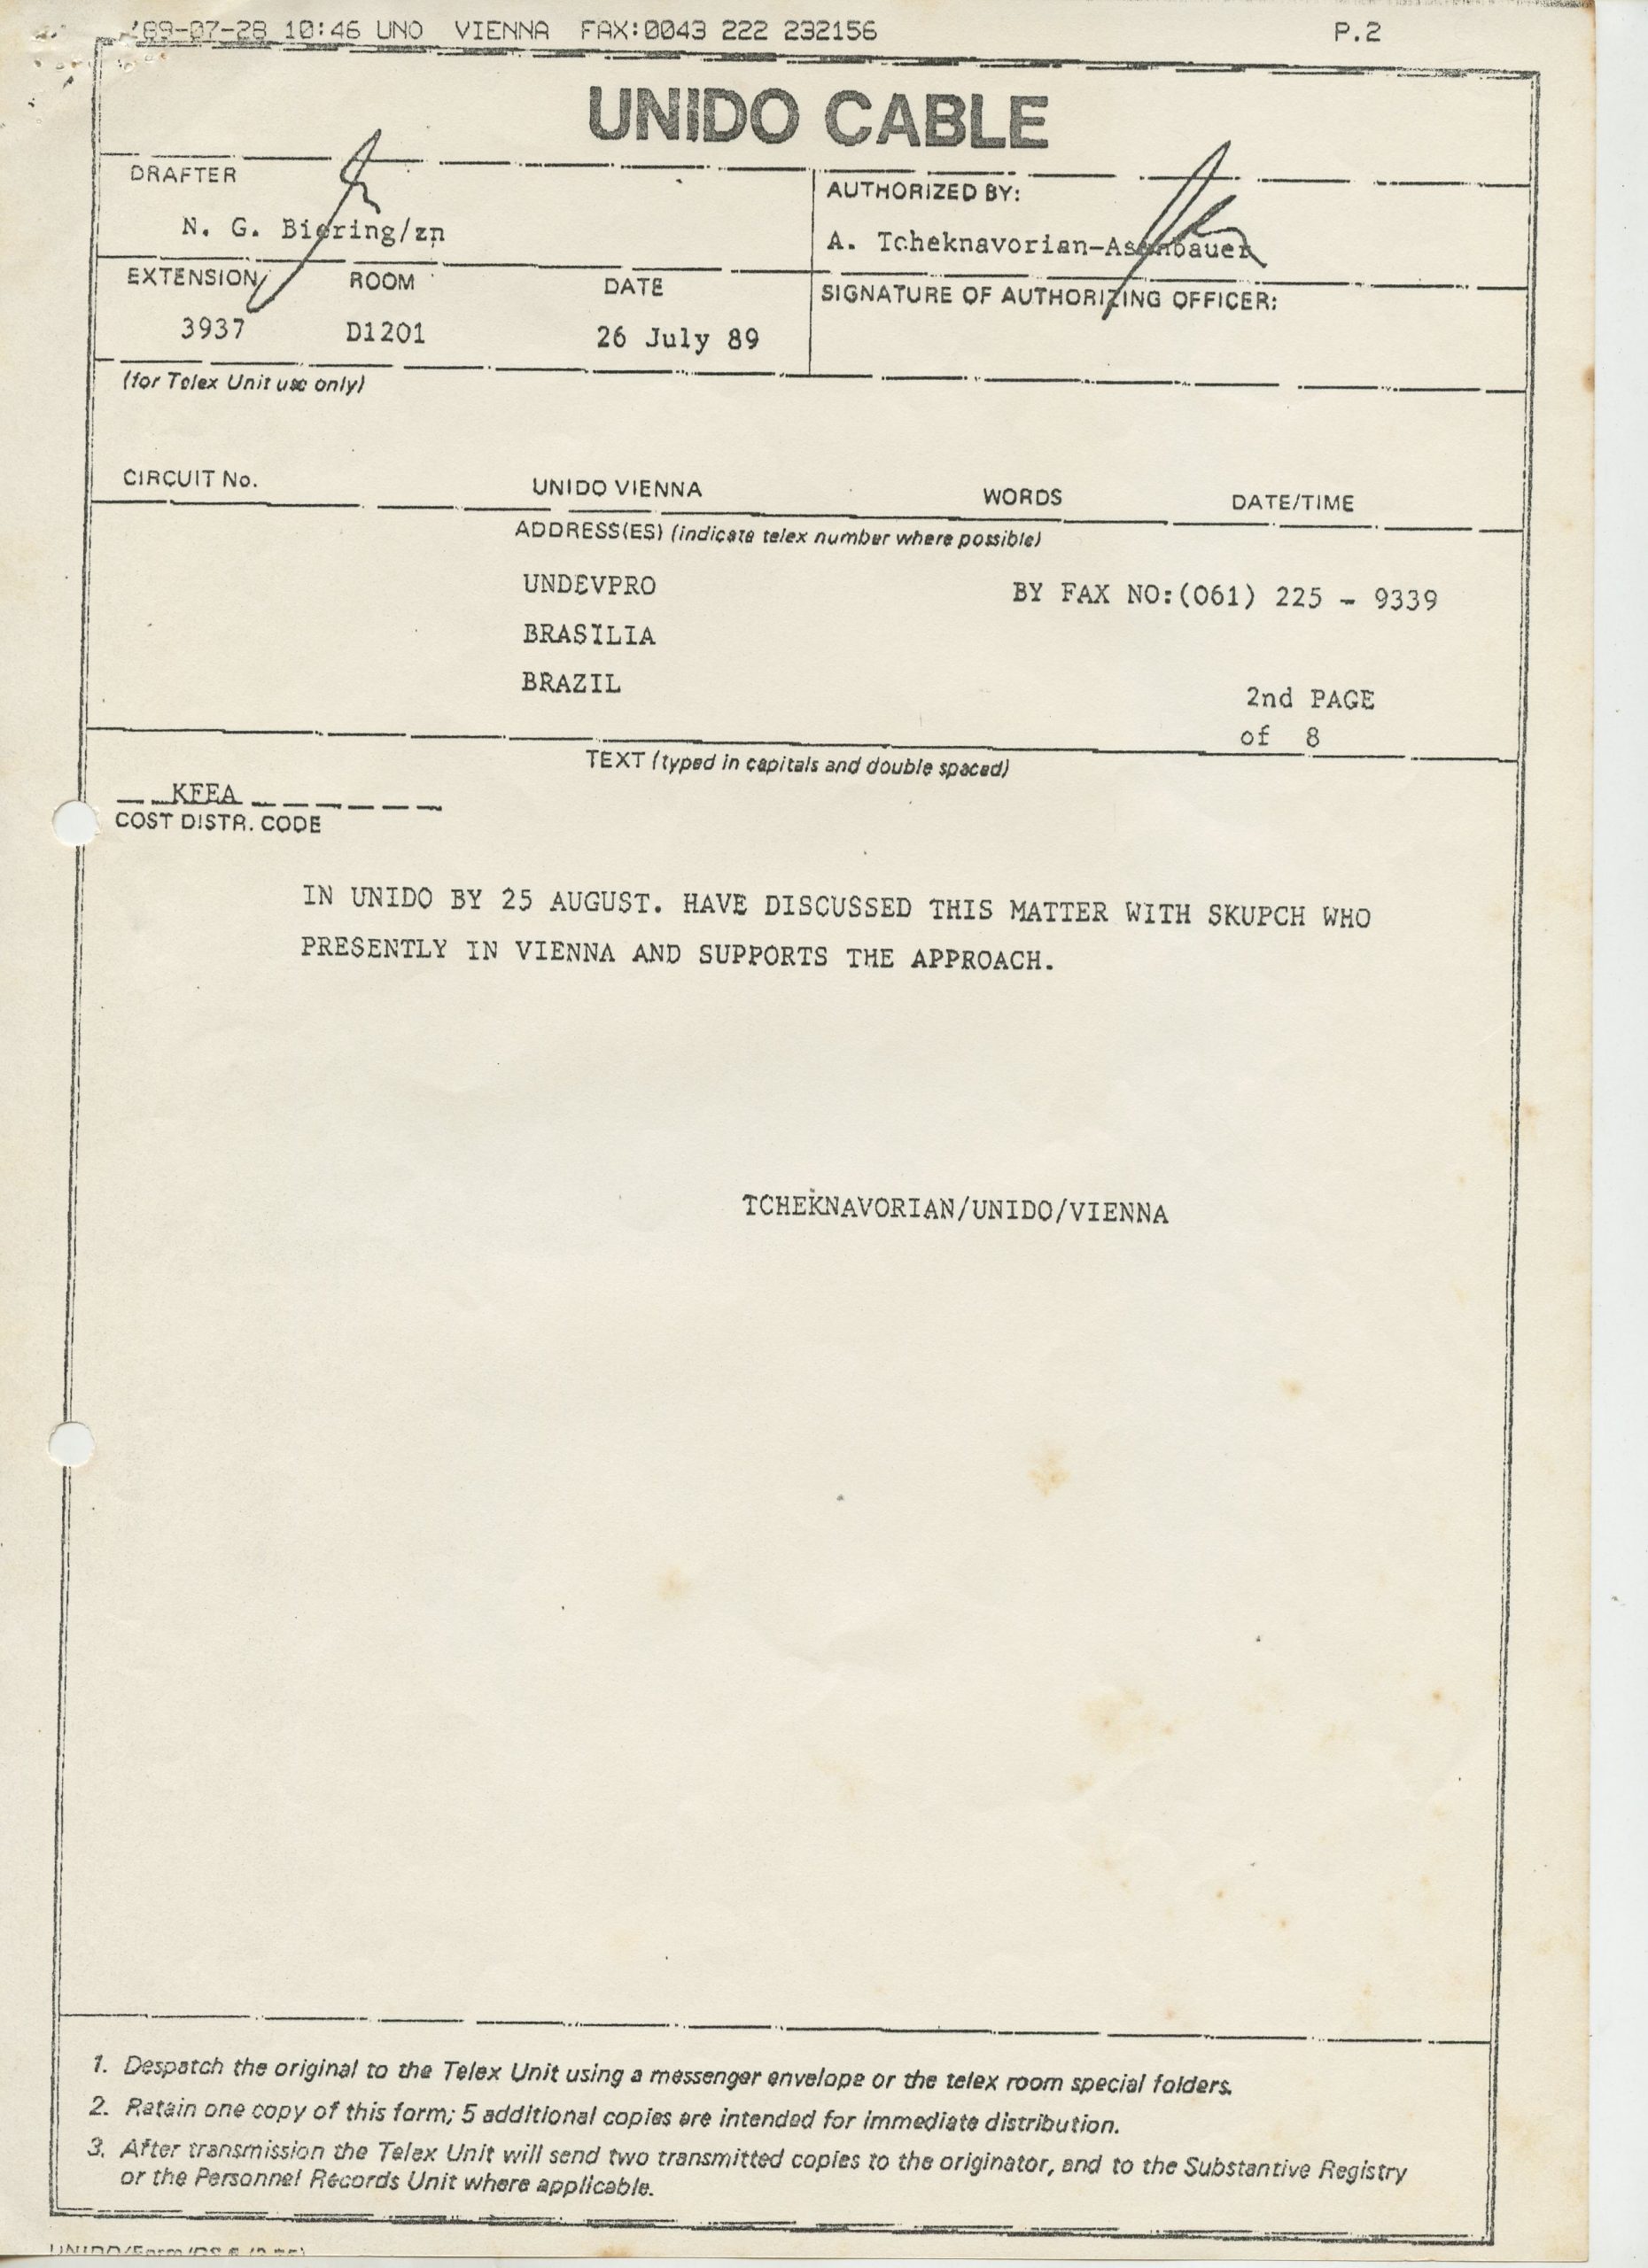 '89-07-28 10:46 UNO VIENNA FAX:0043 222 232156 P.2
UNIDO CABLE
DRAFTER
AUTHORIZED BY:
N. G. Biering/zn
A. Tcheknavorian-Asenbauer
EXTENSION ROOM DATE
SIGNATURE OF AUTHORIZING OFFICER:
3937 D1201 26 July 89
(for Telex Unit use only)
CIRCUIT No. UNIDO VIENNA WORDS DATE/TIME
ADDRESS(ES) (indicate telex number where possible)
UNDEVPRO BY FAX NO:(061) 225 - 9339
BRASILIA
BRAZIL 2nd PAGE
of 8
TEXT (typed in capitals and double spaced)
KFEA
COST DISTR. CODE
IN UNIDO BY 25 AUGUST. HAVE DISCUSSED THIS MATTER WITH SKUPCH WHO
PRESENTLY IN VIENNA AND SUPPORTS THE APPROACH.
TCHEKNAVORIAN/UNIDO/VIENNA
1. Despatch the original to the Telex Unit using a messenger envelope or the telex room special folders.
2. Retain one copy of this form; 5 additional copies are intended for immediate distribution.
3. After transmission the Telex Unit will send two transmitted copies to the originator, and to the Substantive Registry
or the Personnel Records Unit where applicable.